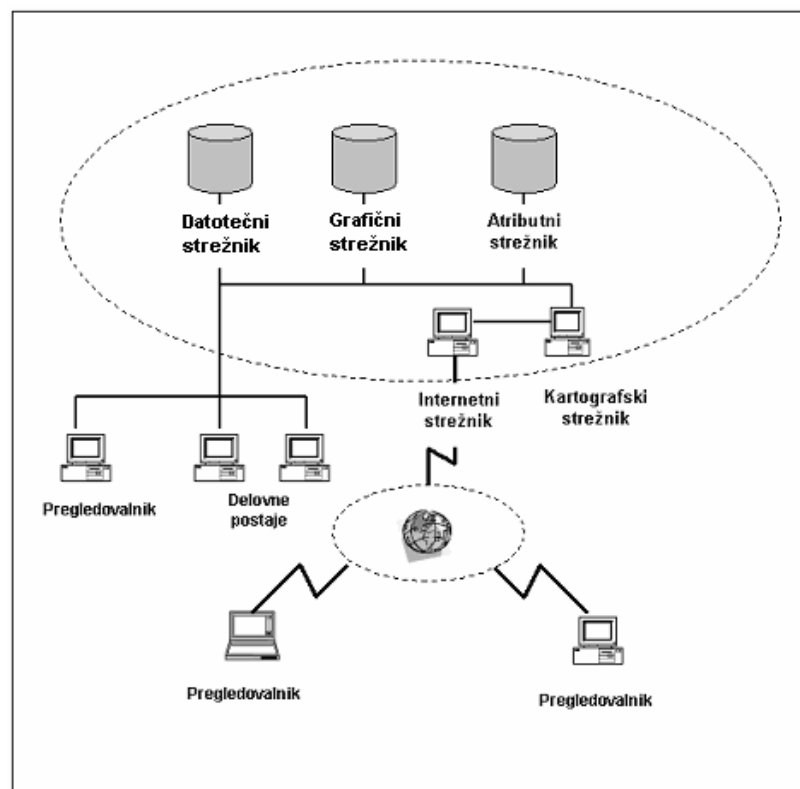 Datotečni
strežnik
Grafični
strežnik
Atributni
strežnik
Internetni
strežnik
Kartografski
strežnik
Pregledovalnik
Delovne
postaje
Pregledovalnik
Pregledovalnik